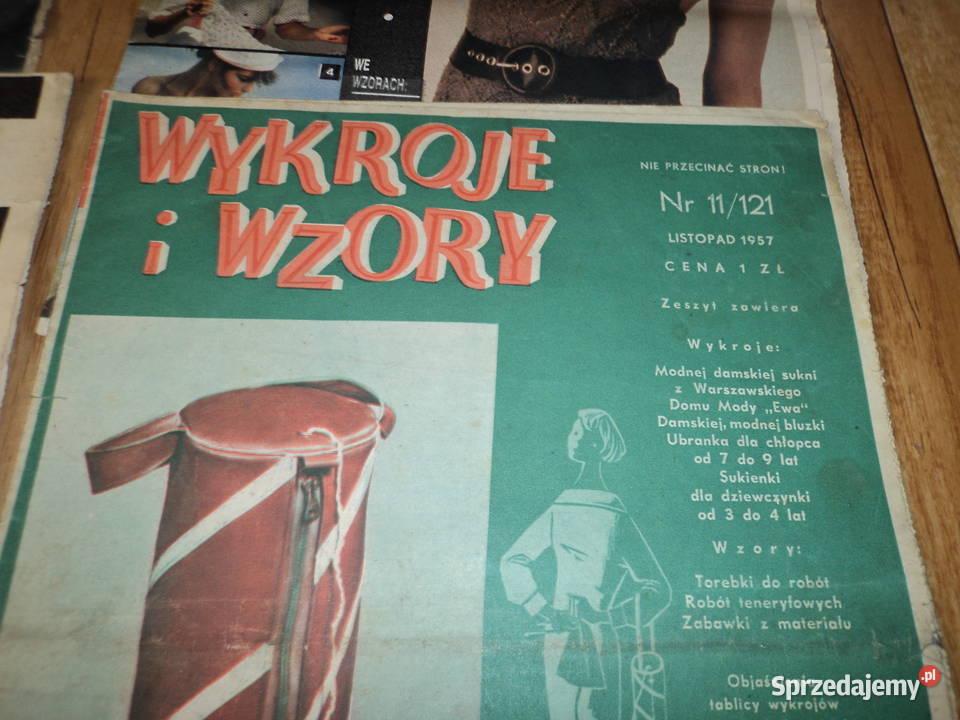 4
WE
WZORACH:
WYKROJE
i WZORY
NIE PRZECINAĆ STRON!
Nr 11/121
LISTOPAD 1957
CENA 1 ZŁ
Zeszyt zawiera
Wykroje:
Modnej damskiej sukni
z Warszawskiego
Domu Mody „Ewa"
Damskiej, modnej bluzki
Ubranka dla chłopca
od 7 do 9 lat
Sukienki
dla dziewczynki
od 3 do 4 lat
Wzory:
Torebki do robót
Robót teneryfowych
Zabawki z materiału
tablicy wykrojów
Sprzedajemy.pl